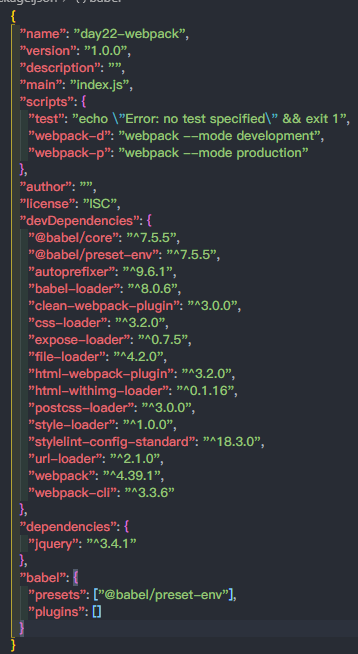 {
"name": "day22-webpack",
"version": "1.0.0",
"description": "",
"main": "index.js",
"scripts": {
"test": "echo \"Error: no test specified\" && exit 1",
"webpack-d": "webpack --mode development",
"webpack-p": "webpack --mode production"
},
"author": "",
"license": "ISC",
"devDependencies": {
"@babel/core": "^7.5.5",
"@babel/preset-env": "^7.5.5",
"autoprefixer": "^9.6.1",
"babel-loader": "^8.0.6",
"clean-webpack-plugin": "^3.0.0",
"css-loader": "^3.2.0",
"expose-loader": "^0.7.5",
"file-loader": "^4.2.0",
"html-webpack-plugin": "^3.2.0",
"html-withimg-loader": "^0.1.16",
"postcss-loader": "^3.0.0",
"style-loader": "^1.0.0",
"stylelint-config-standard": "^18.3.0",
"url-loader": "^2.1.0",
"webpack": "^4.39.1",
"webpack-cli": "^3.3.6"
},
"dependencies": {
"jquery": "^3.4.1"
},
"babel": {
"presets": ["@babel/preset-env"],
"plugins": []
}
}